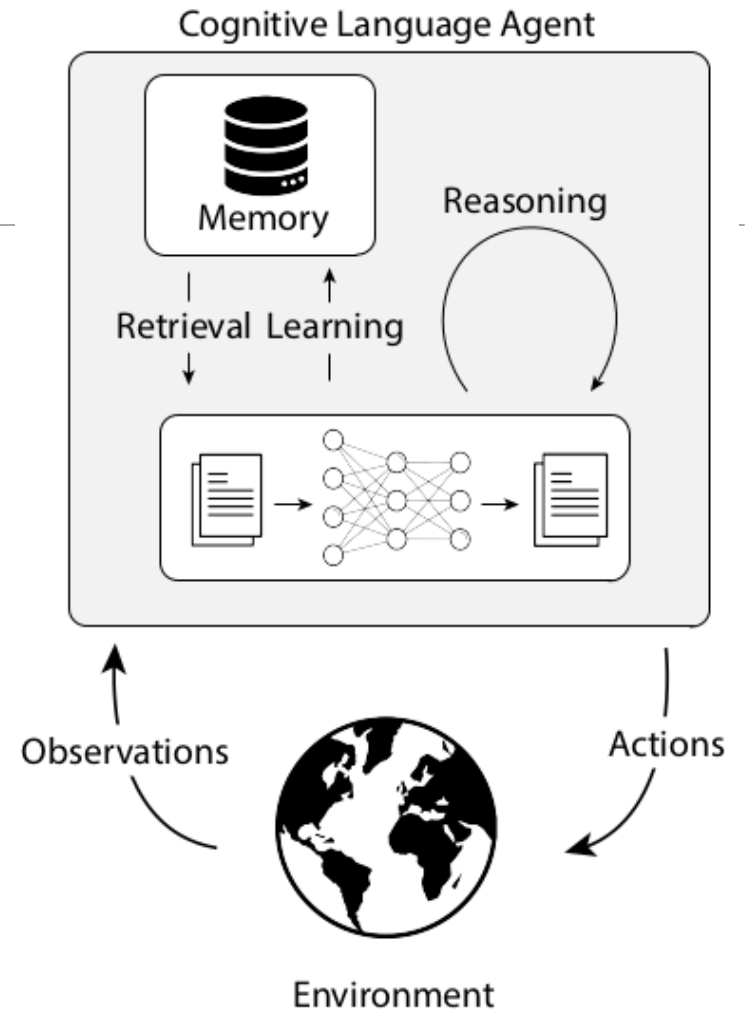 Cognitive Language Agent
Memory
Reasoning
Retrieval Learning
Observations
Actions
Environment